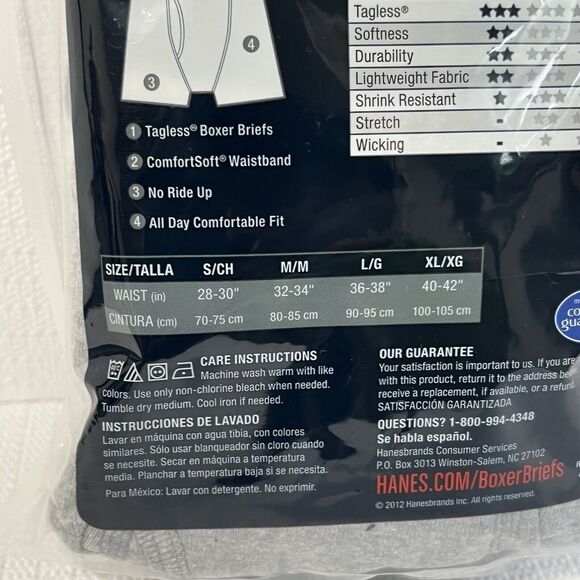 Tagless®
Softness
Durability
Lightweight Fabric
Shrink Resistant
Stretch
Wicking
3
4
1 Tagless® Boxer Briefs
2 ComfortSoft® Waistband
3 No Ride Up
4 All Day Comfortable Fit
SIZE/TALLA S/CH M/M L/G XL/XG
WAIST (in) 28-30" 32-34" 36-38" 40-42"
CINTURA (cm) 70-75 cm 80-85 cm 90-95 cm 100-105 cm
CARE INSTRUCTIONS
Machine wash warm with like
colors. Use only non-chlorine bleach when needed.
Tumble dry medium. Cool iron if needed.
INSTRUCCIONES DE LAVADO
Lavar en máquina con agua tibia, con colores
similares. Sólo usar blanqueador sin cloro cuando
se necesite. Secar en máquina a temperatura
media. Planchar a temperatura baja si se necesita.
Para México: Lavar con detergente. No exprimir.
OUR GUARANTEE
Your satisfaction is important to us. If you are
with this product, return it to the address
receive a replacement, if available, or a refund.
SATISFACCIÓN GARANTIZADA
QUESTIONS? 1-800-994-4348
Se habla español.
Hanesbrands Consumer Services
P.O. Box 3013 Winston-Salem, NC 27102
HANES.COM/BoxerBriefs
© 2012 Hanesbrands Inc. All rights reserved.